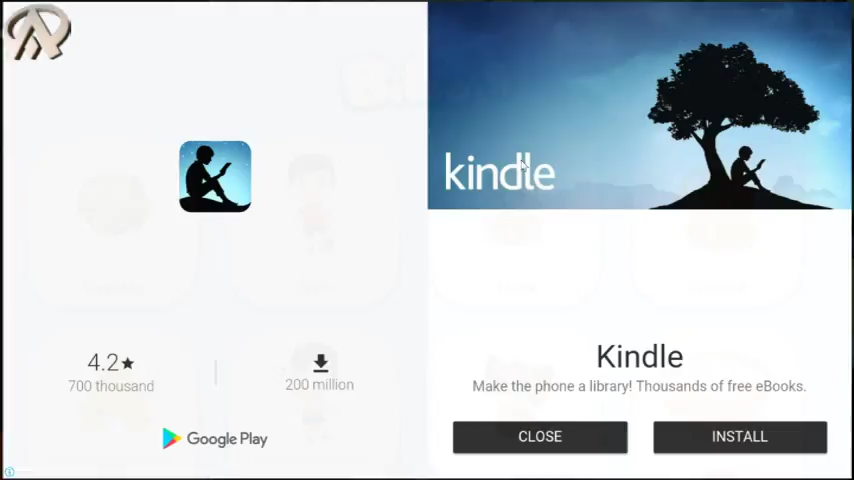 kindle
4.2★
700 thousand
200 million
Google Play
Kindle
Make the phone a library! Thousands of free eBooks.
CLOSE
INSTALL